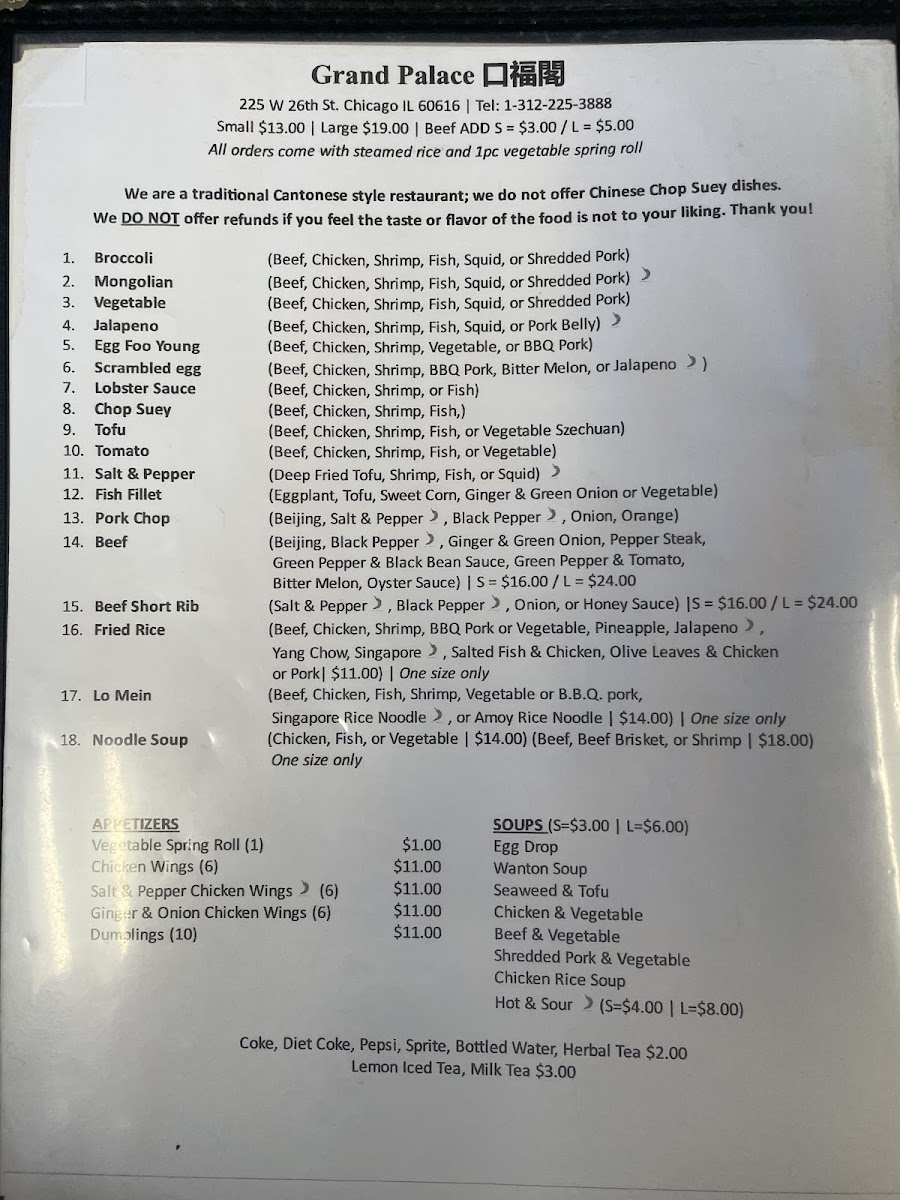 Grand Palace 口福閣
225 W 26th St. Chicago IL 60616 | Tel: 1-312-225-3888
Small $13.00 | Large $19.00 | Beef ADD S = $3.00 / L = $5.00
All orders come with steamed rice and 1pc vegetable spring roll
We are a traditional Cantonese style restaurant; we do not offer Chinese Chop Suey dishes.
We DO NOT offer refunds if you feel the taste or flavor of the food is not to your liking. Thank you!
1. Broccoli (Beef, Chicken, Shrimp, Fish, Squid, or Shredded Pork)
2. Mongolian (Beef, Chicken, Shrimp, Fish, Squid, or Shredded Pork)
3. Vegetable (Beef, Chicken, Shrimp, Fish, Squid, or Shredded Pork)
4. Jalapeno (Beef, Chicken, Shrimp, Fish, Squid, or Pork Belly)
5. Egg Foo Young (Beef, Chicken, Shrimp, Vegetable, or BBQ Pork)
6. Scrambled egg (Beef, Chicken, Shrimp, BBQ Pork, Bitter Melon, or Jalapeno )
7. Lobster Sauce (Beef, Chicken, Shrimp, or Fish)
8. Chop Suey (Beef, Chicken, Shrimp, Fish,)
9. Tofu (Beef, Chicken, Shrimp, Fish, or Vegetable Szechuan)
10. Tomato (Beef, Chicken, Shrimp, Fish, or Vegetable)
11. Salt & Pepper (Deep Fried Tofu, Shrimp, Fish, or Squid)
12. Fish Fillet (Eggplant, Tofu, Sweet Corn, Ginger & Green Onion or Vegetable)
13. Pork Chop (Beijing, Salt & Pepper , Black Pepper , Onion, Orange)
14. Beef (Beijing, Black Pepper , Ginger & Green Onion, Pepper Steak,
Green Pepper & Black Bean Sauce, Green Pepper & Tomato,
Bitter Melon, Oyster Sauce) | S = $16.00 / L = $24.00
15. Beef Short Rib (Salt & Pepper , Black Pepper , Onion, or Honey Sauce) |S = $16.00 / L = $24.00
16. Fried Rice (Beef, Chicken, Shrimp, BBQ Pork or Vegetable, Pineapple, Jalapeno ,
Yang Chow, Singapore , Salted Fish & Chicken, Olive Leaves & Chicken
or Pork| $11.00) | One size only
17. Lo Mein (Beef, Chicken, Fish, Shrimp, Vegetable or B.B.Q. pork,
Singapore Rice Noodle , or Amoy Rice Noodle | $14.00) | One size only
18. Noodle Soup (Chicken, Fish, or Vegetable | $14.00) (Beef, Beef Brisket, or Shrimp | $18.00)
One size only
APPETIZERS
Vegetable Spring Roll (1) $1.00
Chicken Wings (6) $11.00
Salt & Pepper Chicken Wings (6) $11.00
Ginger & Onion Chicken Wings (6) $11.00
Dumplings (10) $11.00
SOUPS (S=$3.00 | L=$6.00)
Egg Drop
Wanton Soup
Seaweed & Tofu
Chicken & Vegetable
Beef & Vegetable
Shredded Pork & Vegetable
Chicken Rice Soup
Hot & Sour (S=$4.00 | L=$8.00)
Coke, Diet Coke, Pepsi, Sprite, Bottled Water, Herbal Tea $2.00
Lemon Iced Tea, Milk Tea $3.00